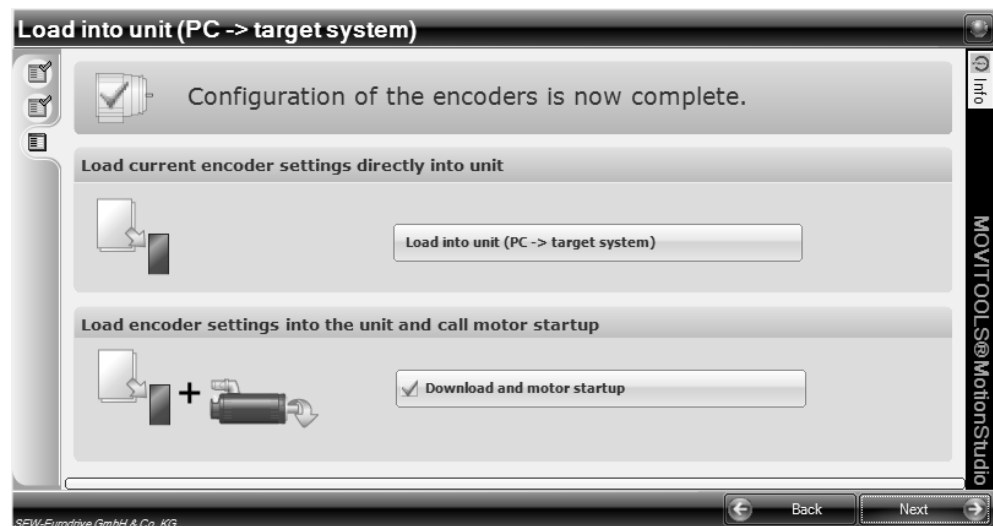 Load into unit (PC -> target system)
Info
Configuration of the encoders is now complete.
Load current encoder settings directly into unit
Load into unit (PC -> target system)
Load encoder settings into the unit and call motor startup
+
Download and motor startup
MOVITOOLS®MotionStudio
Back
Next
SEW-Eurodrive GmbH & Co. KG